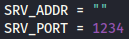 SRV_ADDR = ""
SRV_PORT = 1234